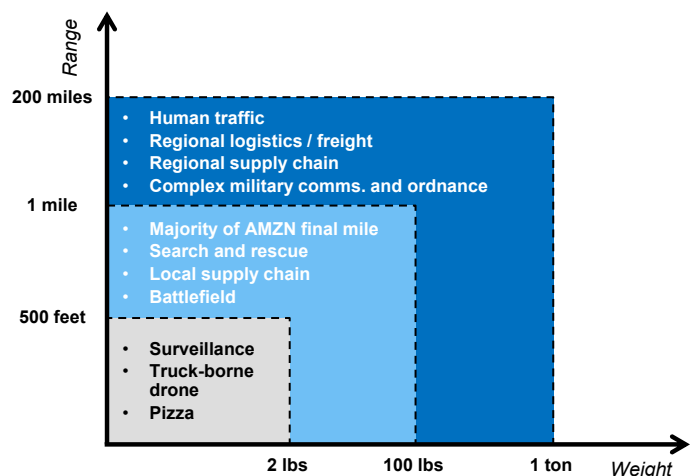 Range
200 miles
• Human traffic
• Regional logistics / freight
• Regional supply chain
• Complex military comms. and ordnance
1 mile
• Majority of AMZN final mile
• Search and rescue
• Local supply chain
• Battlefield
500 feet
• Surveillance
• Truck-borne
drone
• Pizza
2 lbs
100 lbs
1 ton
Weight